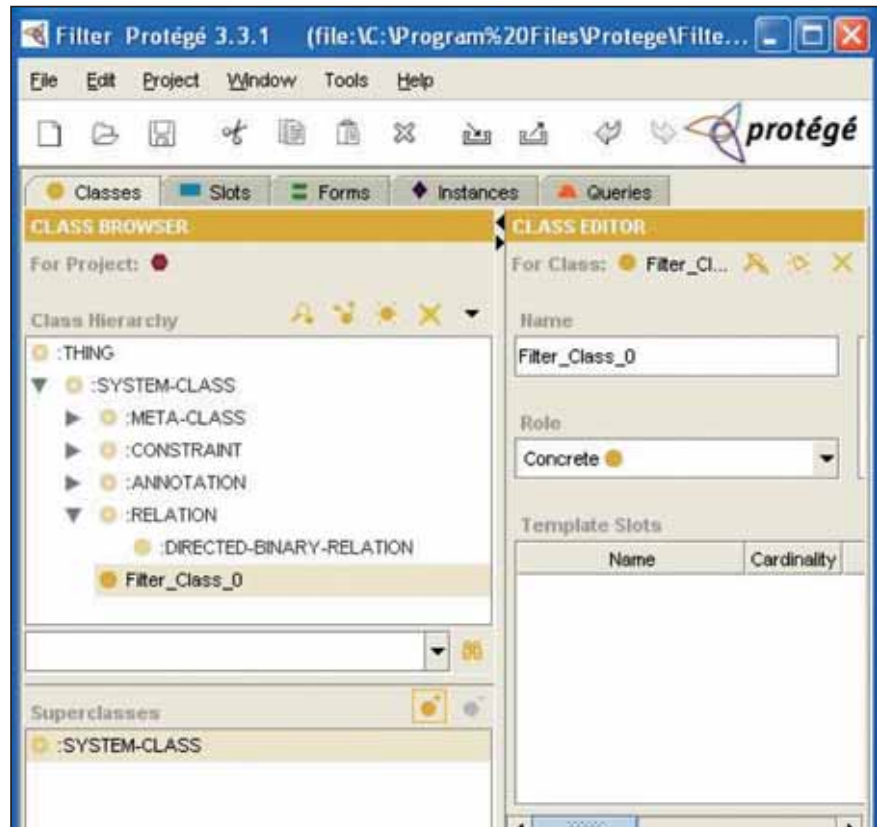 Filter Protégé 3.3.1 (file:\C:\Program%20Files\Protege\Filte...
File Edit Project Window Tools Help
protégé
Classes Slots Forms Instances Queries
CLASS BROWSER
For Project:
Class Hierarchy
:THING
:SYSTEM-CLASS
:META-CLASS
:CONSTRAINT
:ANNOTATION
:RELATION
:DIRECTED-BINARY-RELATION
Filter_Class_0
Superclasses
:SYSTEM-CLASS
CLASS EDITOR
For Class: Filter_Cl...
Name
Filter_Class_0
Role
Concrete
Template Slots
Name Cardinality